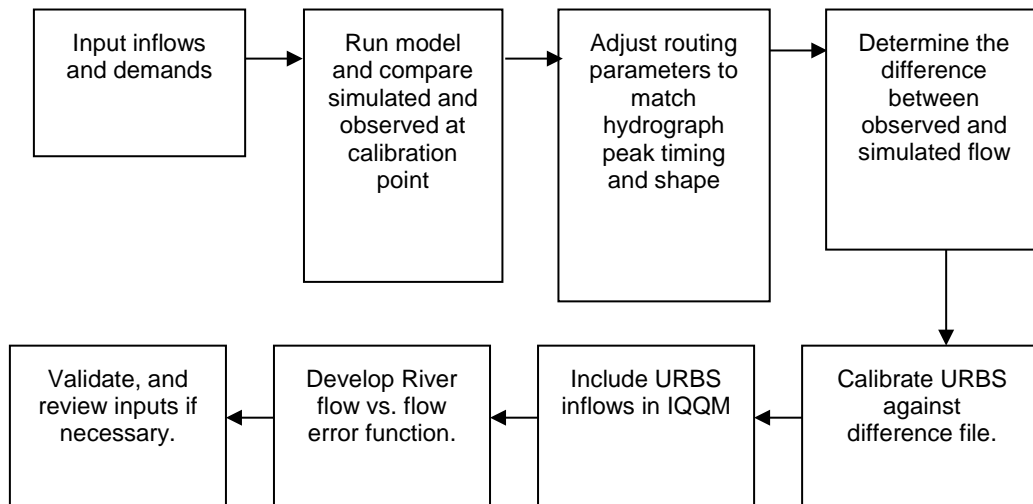 Input inflows
and demands
Run model
and compare
simulated and
observed at
calibration
point
Adjust routing
parameters to
match
hydrograph
peak timing
and shape
Determine the
difference
between
observed and
simulated flow
Calibrate URBS
against
difference file.
Include URBS
inflows in IQQM
Develop River
flow vs. flow
error function.
Validate, and
review inputs if
necessary.